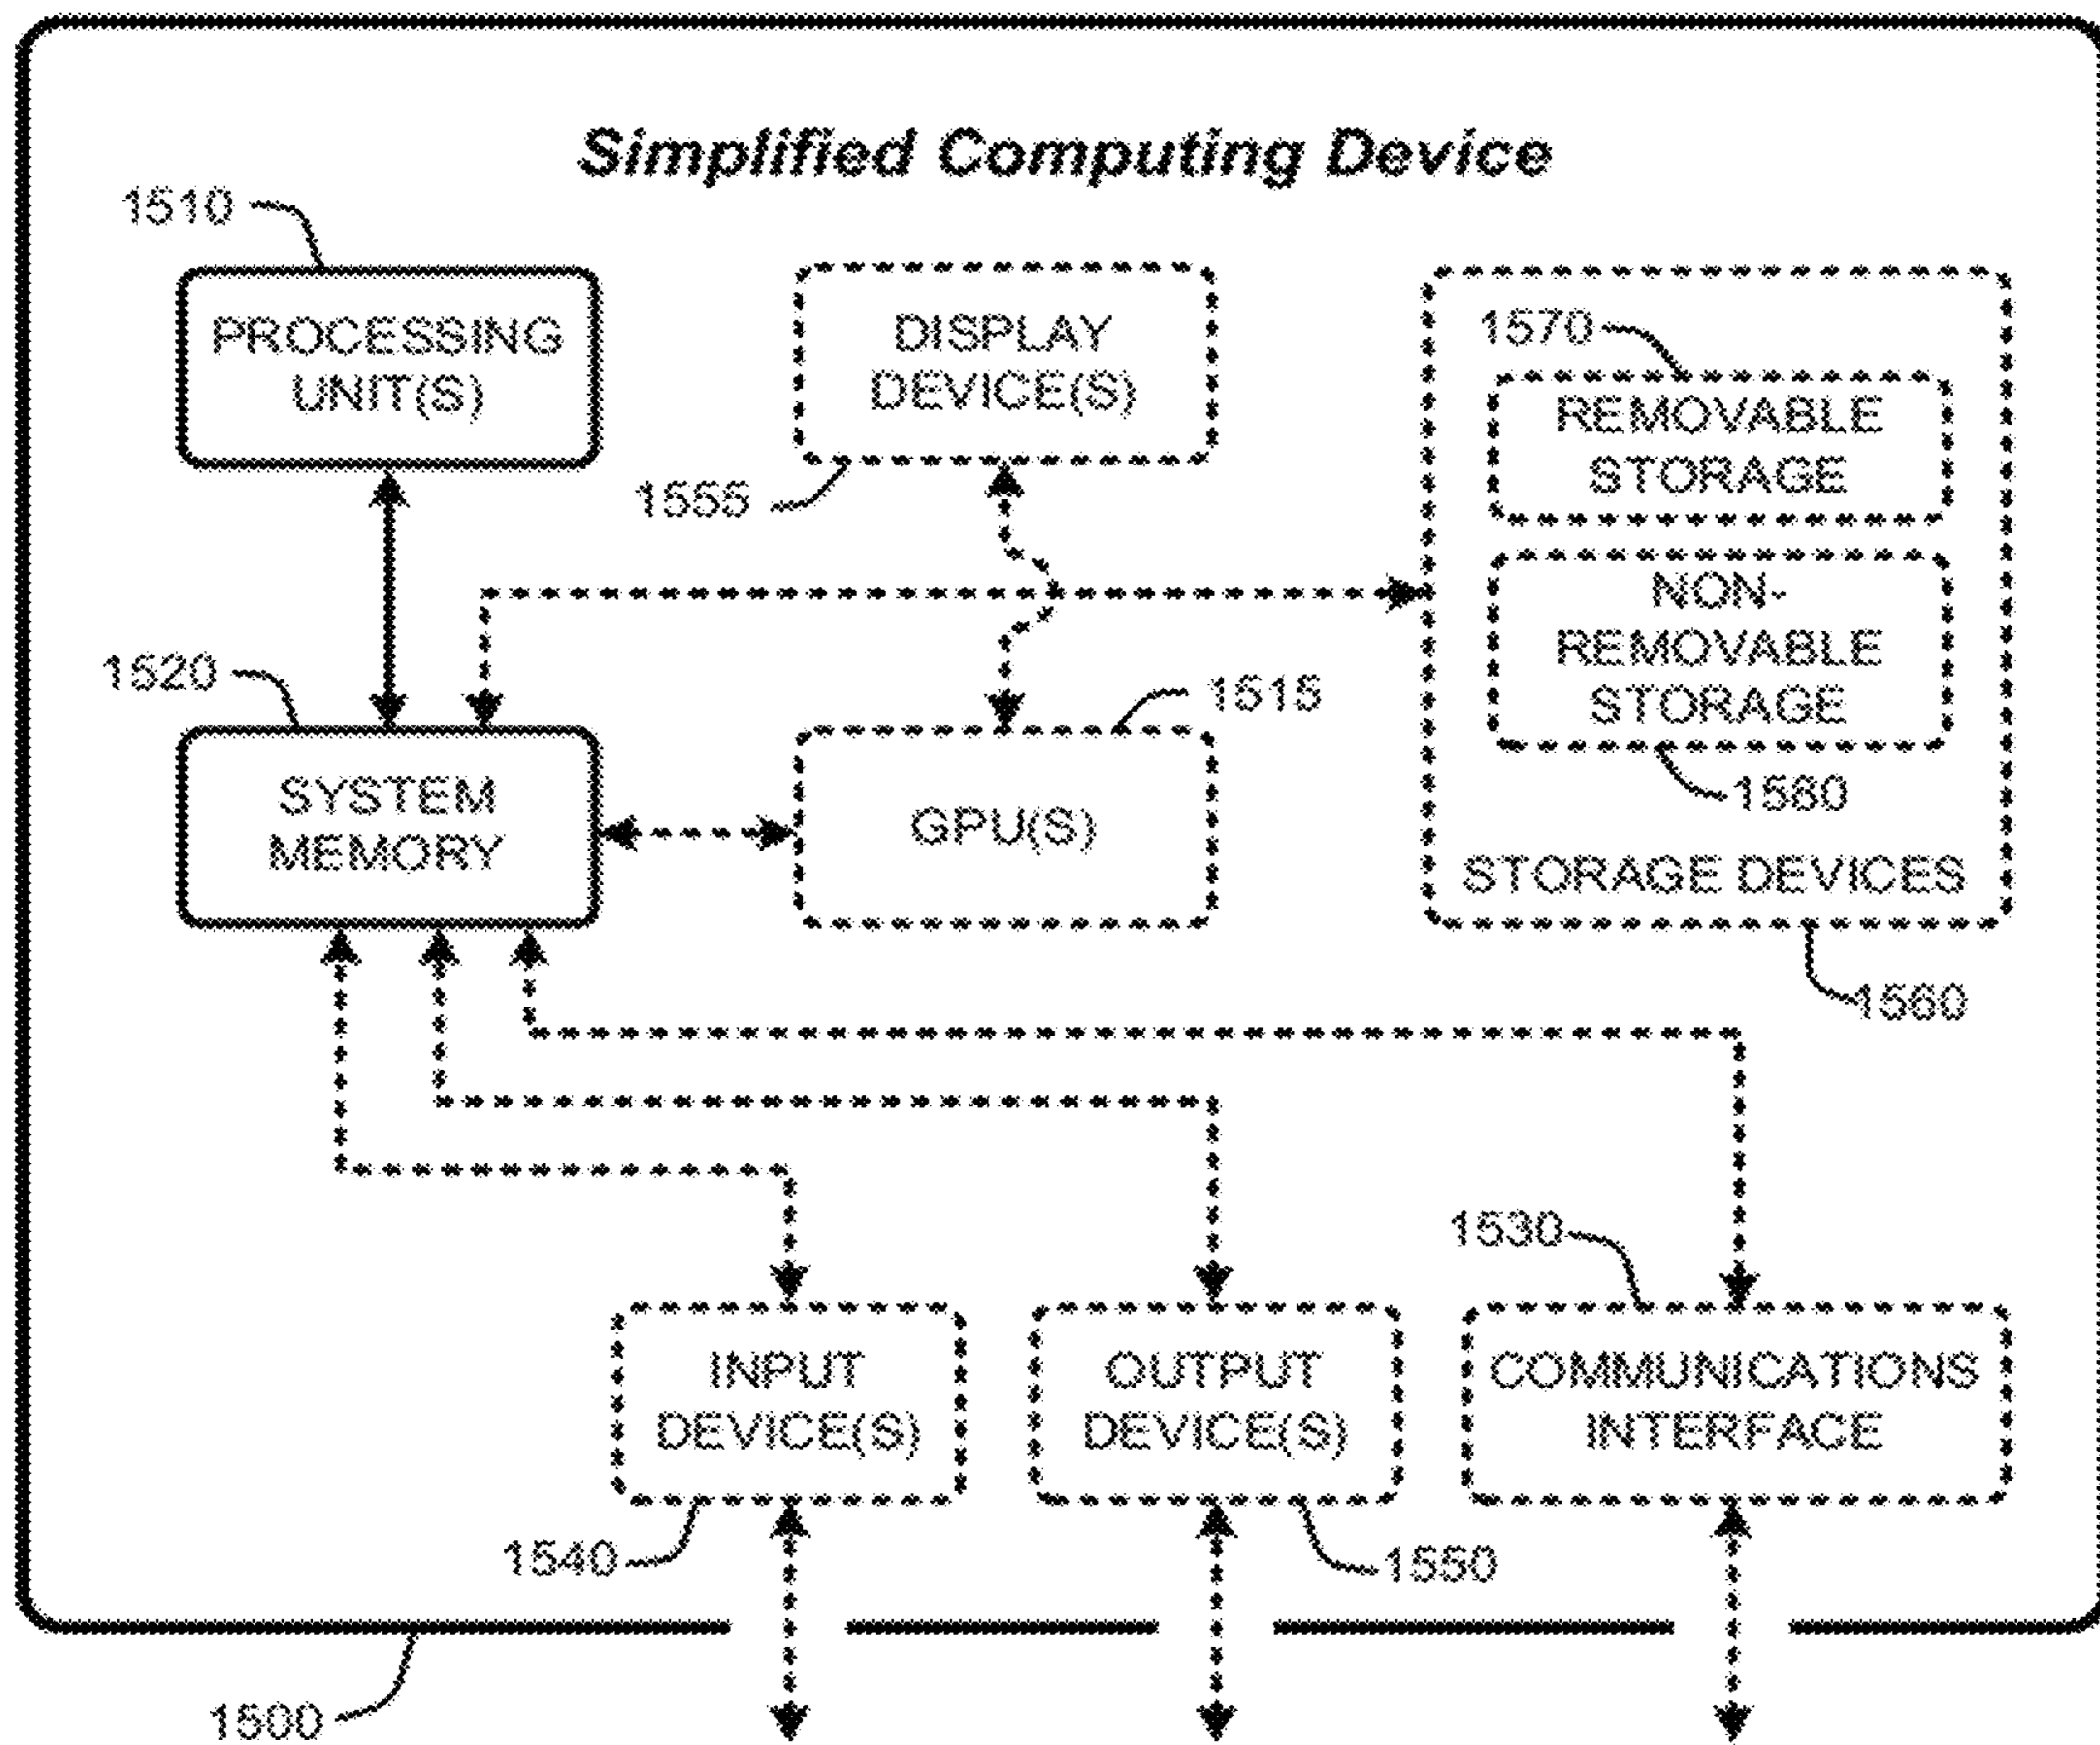 Simplified Computing Device
1510
PROCESSING
UNIT(S)
DISPLAY
DEVICE(S)
1555
1570
REMOVABLE
STORAGE
NON-
REMOVABLE
STORAGE
1580
STORAGE DEVICES
1560
1520
SYSTEM
MEMORY
1515
GPU(S)
1530
INPUT
DEVICE(S)
1540
OUTPUT
DEVICE(S)
1550
COMMUNICATIONS
INTERFACE
1500